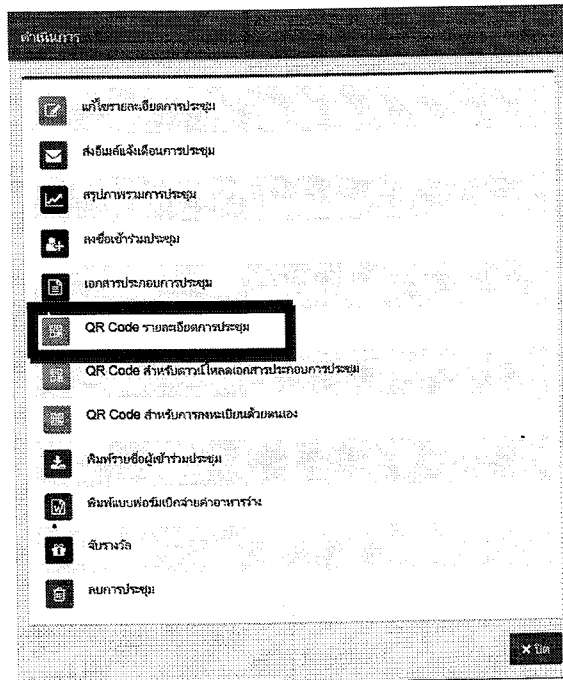 ดำเนินการ
แก้ไขรายละเอียดการประชุม
ส่งอีเมล์แจ้งเตือนการประชุม
สรุปภาพรวมการประชุม
ลงชื่อเข้าร่วมประชุม
เอกสารประกอบการประชุม
QR Code รายละเอียดการประชุม
QR Code สำหรับดาวน์โหลดเอกสารประกอบการประชุม
QR Code สำหรับการลงทะเบียนด้วยตนเอง
พิมพ์รายชื่อผู้เข้าร่วมประชุม
พิมพ์แบบฟอร์มเบิกจ่ายค่าอาหารว่าง
จับรางวัล
ลบการประชุม
× ปิด